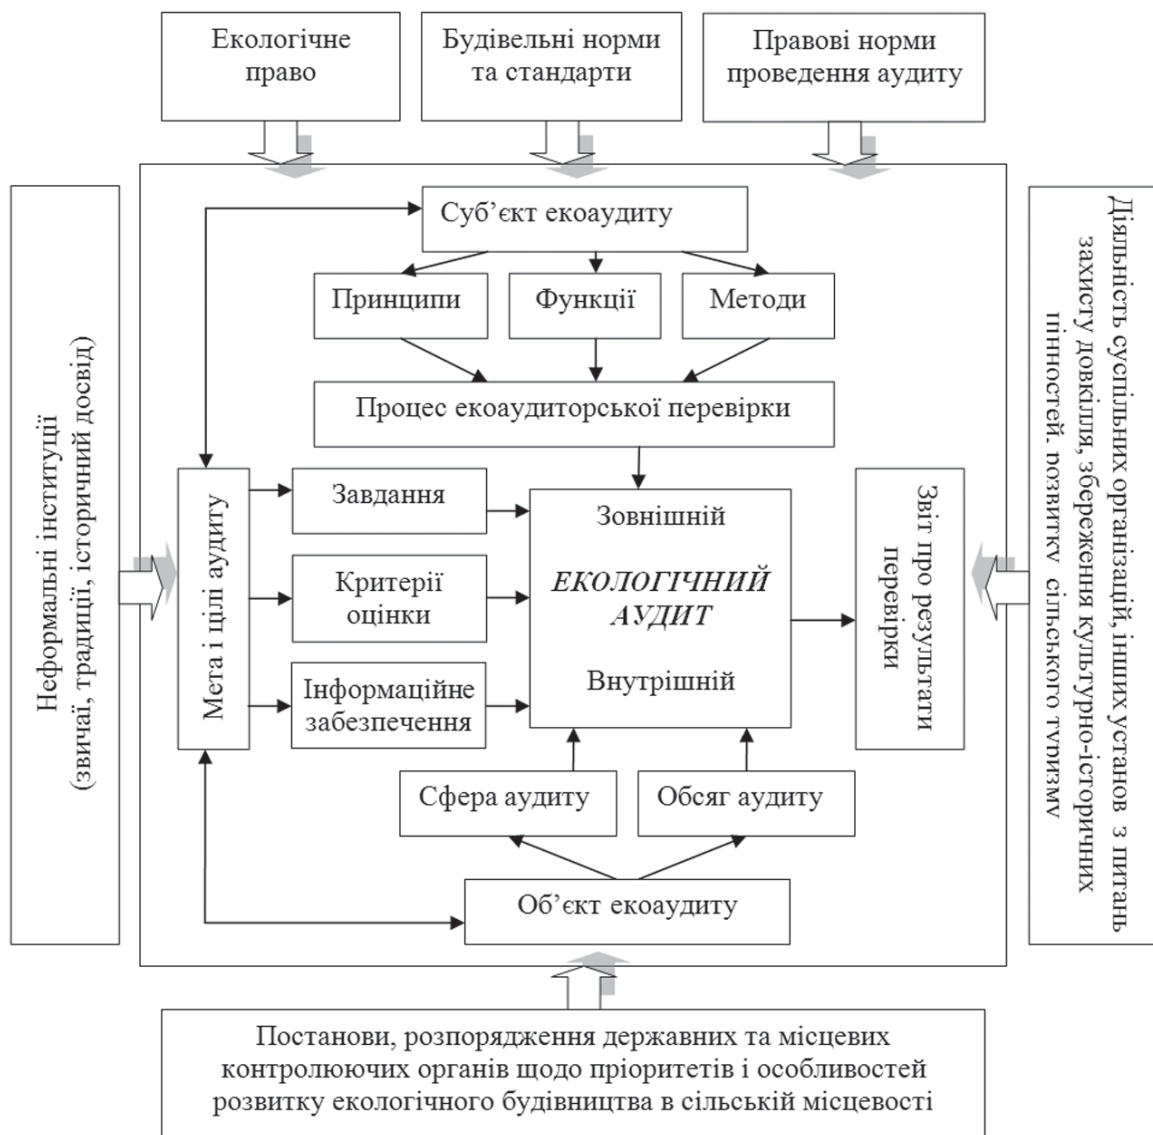 Екологічне
право
Будівельні норми
та стандарти
Правові норми
проведення аудиту
Неформальні інституції
(звичаї, традиції, історичний досвід)
Суб’єкт екоаудиту
Принципи
Функції
Методи
Процес екоаудиторської перевірки
Мета і цілі аудиту
Завдання
Критерії
оцінки
Інформаційне
забезпечення
Зовнішній
ЕКОЛОГІЧНИЙ
АУДИТ
Внутрішній
Звіт про результати
перевірки
Сфера аудиту
Обсяг аудиту
Об’єкт екоаудиту
Діяльність суспільних організацій, інших установ з питань
захисту довкілля, збереження культурно-історичних
цінностей, розвитку сільського туризму
Постанови, розпорядження державних та місцевих
контролюючих органів щодо пріоритетів і особливостей
розвитку екологічного будівництва в сільській місцевості